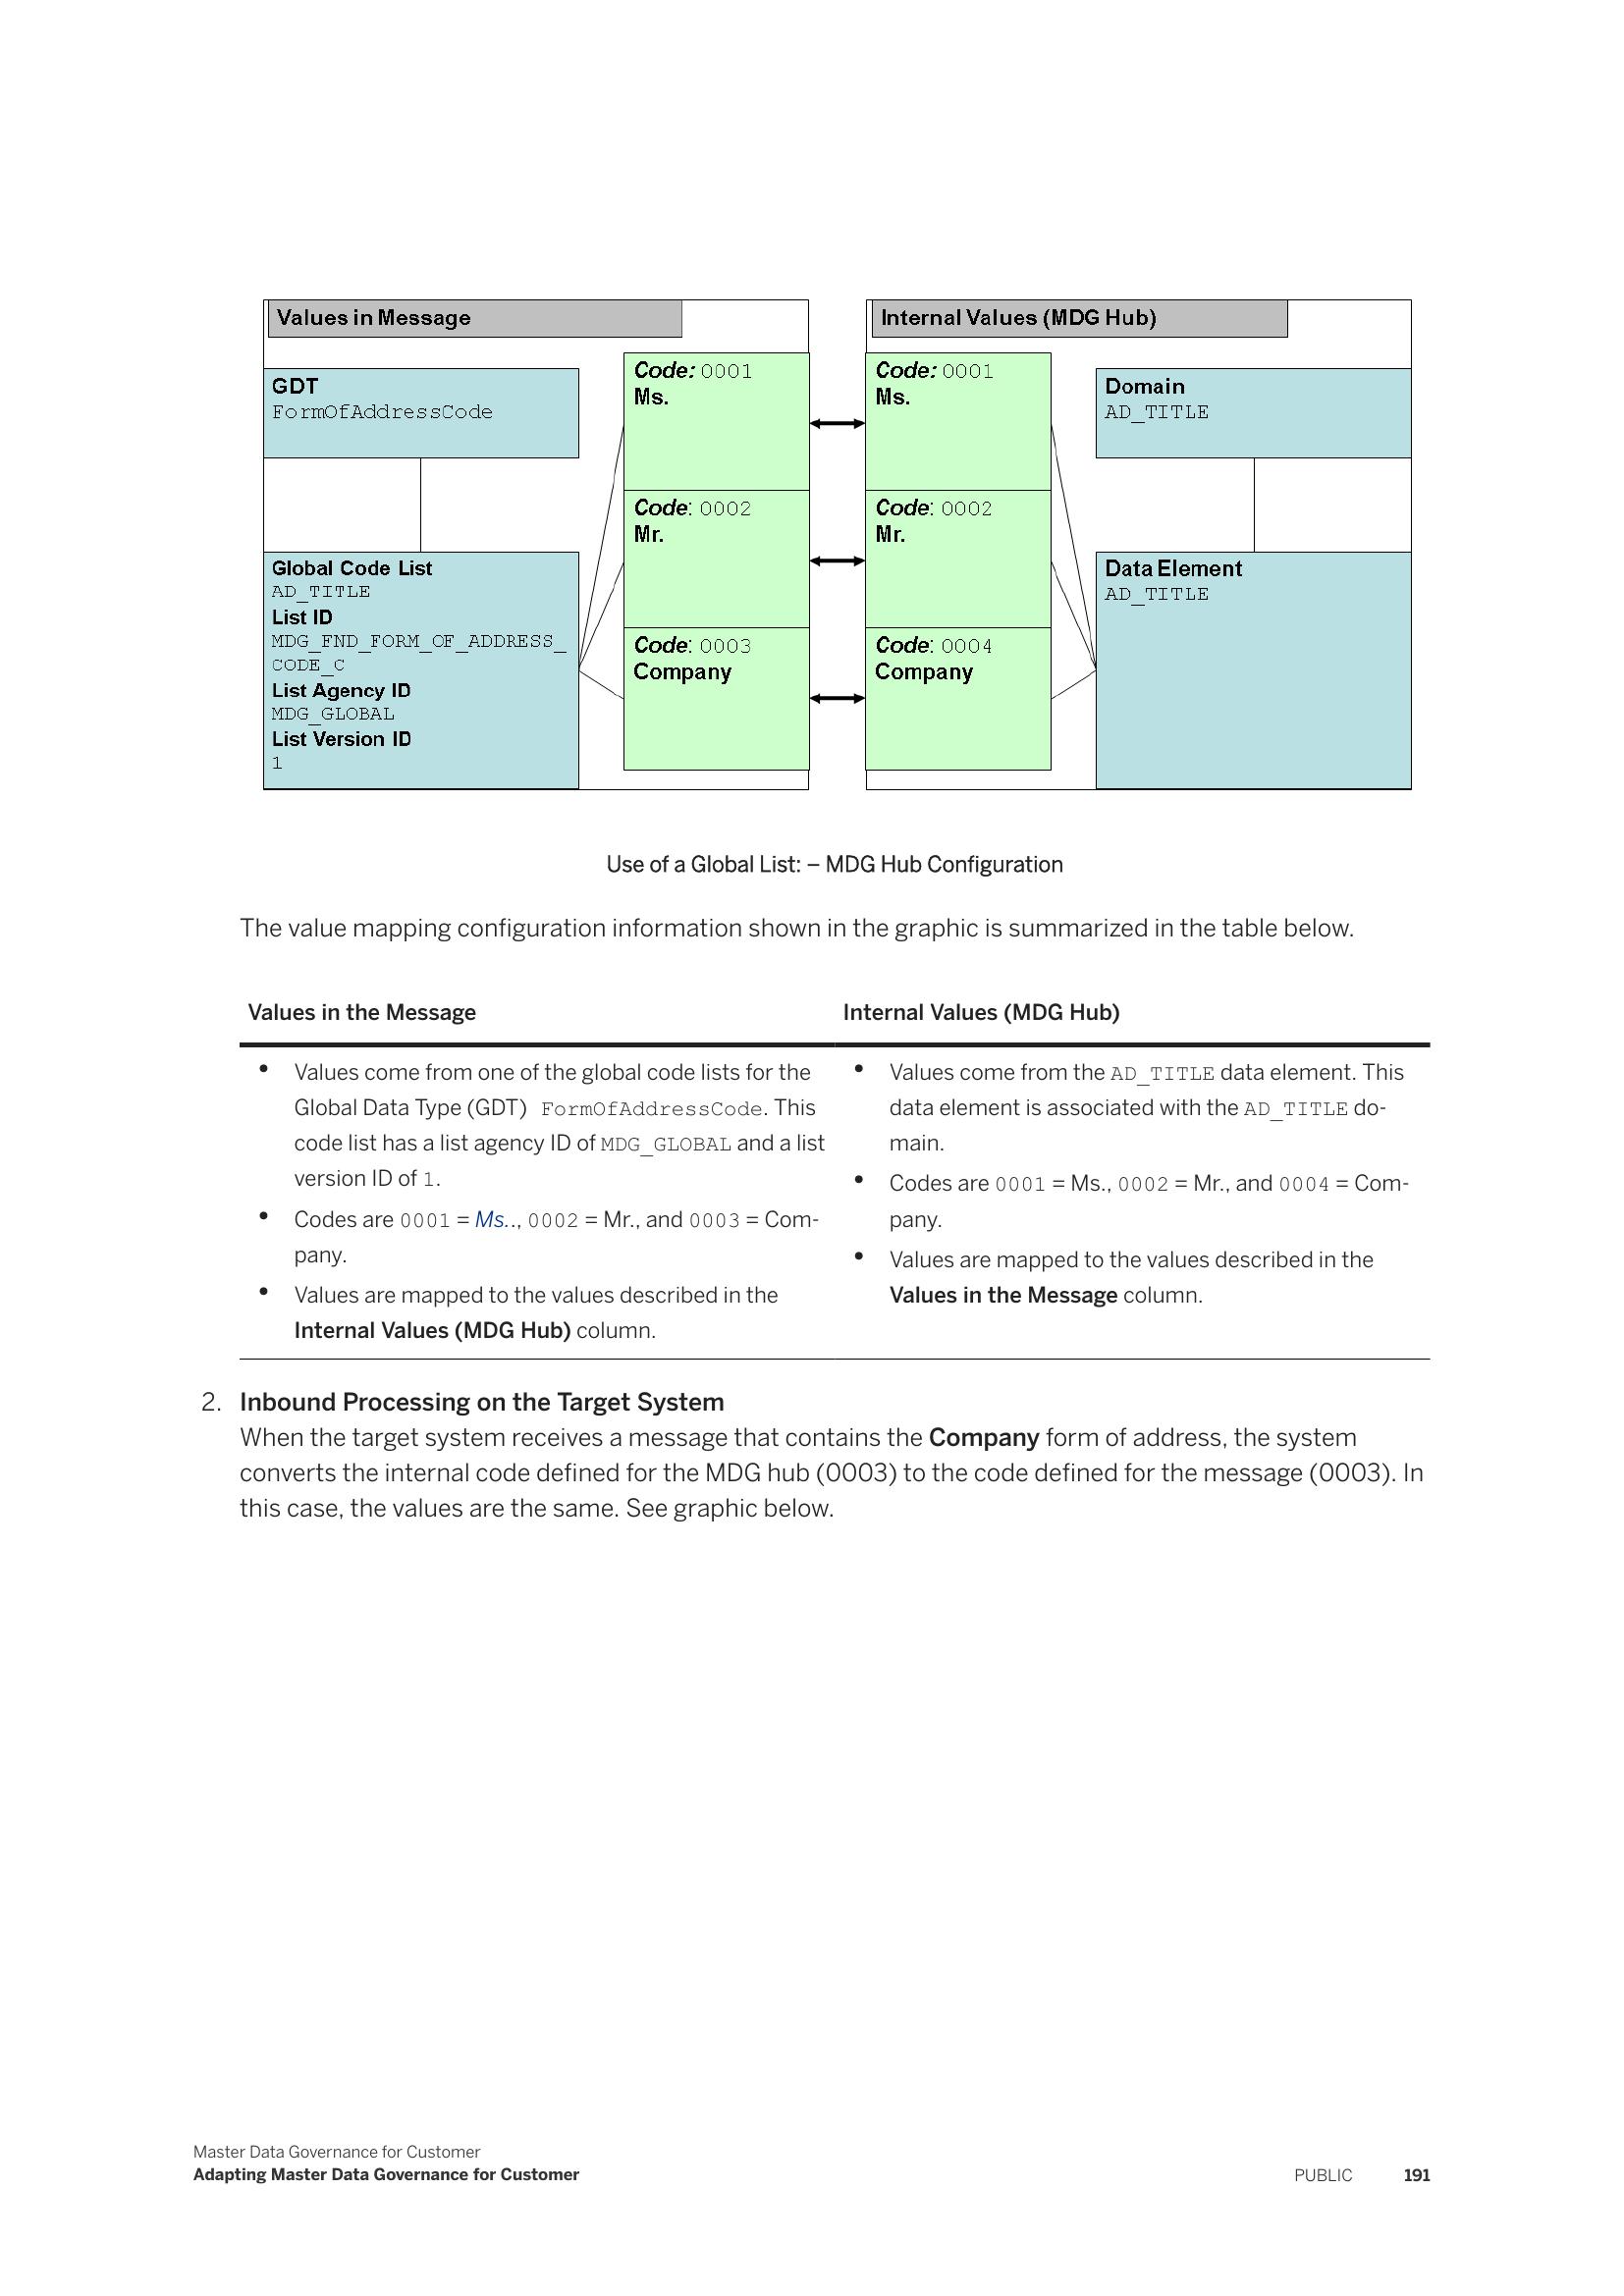 Values in Message
GDT
FormOfAddressCode
Global Code List
AD_TITLE
List ID
MDG_FND_FORM_OF_ADDRESS_
CODE_C
List Agency ID
MDG_GLOBAL
List Version ID
1
Code: 0001
Ms.
Code: 0002
Mr.
Code: 0003
Company
Internal Values (MDG Hub)
Code: 0001
Ms.
Code: 0002
Mr.
Code: 0004
Company
Domain
AD_TITLE
Data Element
AD_TITLE
Use of a Global List: – MDG Hub Configuration
The value mapping configuration information shown in the graphic is summarized in the table below.
Values in the Message
• Values come from one of the global code lists for the
Global Data Type (GDT) FormOfAddressCode. This
code list has a list agency ID of MDG_GLOBAL and a list
version ID of 1.
• Codes are 0001 = Ms.., 0002 = Mr., and 0003 = Com-
pany.
• Values are mapped to the values described in the
Internal Values (MDG Hub) column.
Internal Values (MDG Hub)
• Values come from the AD_TITLE data element. This
data element is associated with the AD_TITLE do-
main.
• Codes are 0001 = Ms., 0002 = Mr., and 0004 = Com-
pany.
• Values are mapped to the values described in the
Values in the Message column.
2. Inbound Processing on the Target System
When the target system receives a message that contains the Company form of address, the system
converts the internal code defined for the MDG hub (0003) to the code defined for the message (0003). In
this case, the values are the same. See graphic below.
Master Data Governance for Customer
Adapting Master Data Governance for Customer
PUBLIC 191